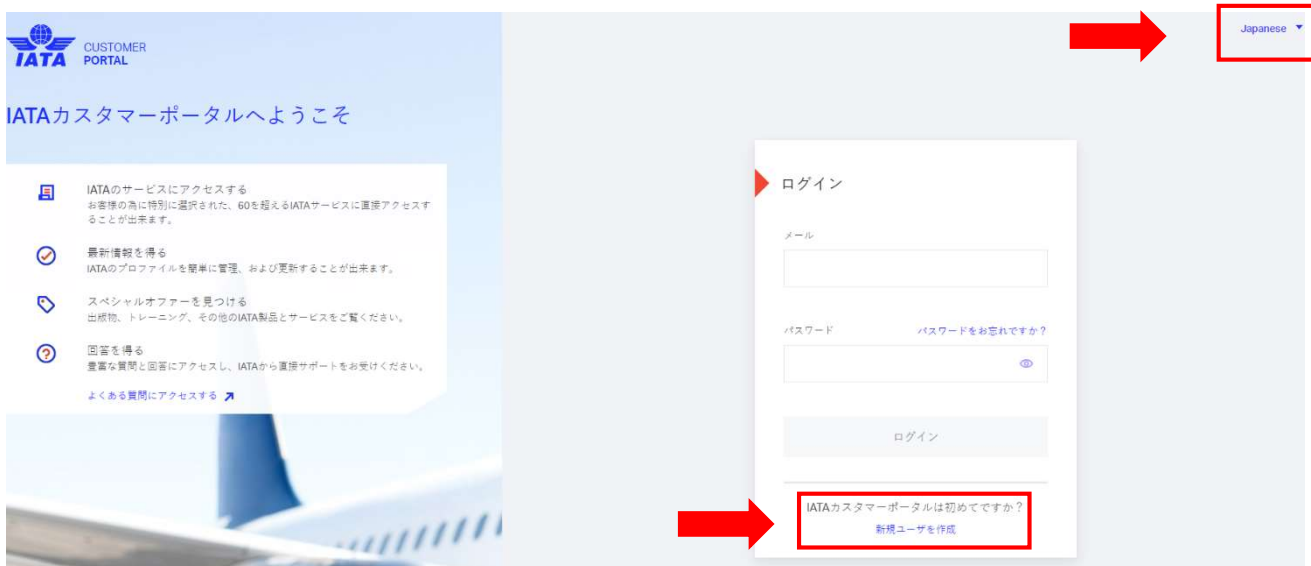 IATA
CUSTOMER
PORTAL
Japanese
IATAカスタマーポータルへようこそ
IATAのサービスにアクセスする
お客様の為に特別に選択された、60を超えるIATAサービスに直接アクセスす
ることが出来ます。
最新情報を得る
IATAのプロファイルを簡単に管理、および更新することが出来ます。
スペシャルオファーを見つける
出版物、トレーニング、その他のIATA製品とサービスをご覧ください。
回答を得る
豊富な質問と回答にアクセスし、IATAから直接サポートをお受けください。
よくある質問にアクセスする
ログイン
メール
パスワード パスワードをお忘れですか?
ログイン
IATAカスタマーポータルは初めてですか?
新規ユーザを作成